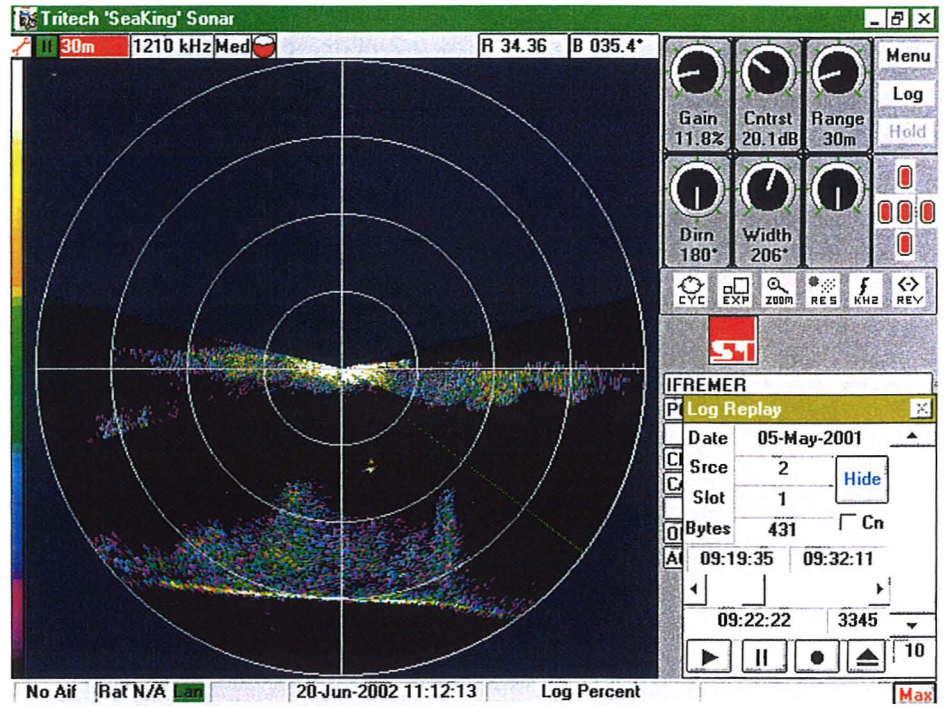 Tritech 'SeaKing' Sonar
30m 1210 kHz Med R 34.36 B 035.4°
Menu
Log
Hold
Gain Cntrst Range
11.8% 20.1dB 30m
Dirn Width
180° 206°
CYC EXP ZOOM RES KHZ REV
IFREMER
Log Replay
Date 05-May-2001
Srce 2
Hide
Slot 1
Bytes 431 Cn
09:19:35 09:32:11
09:22:22 3345
10
No Aif Rat N/A Lan 20-Jun-2002 11:12:13 Log Percent Max